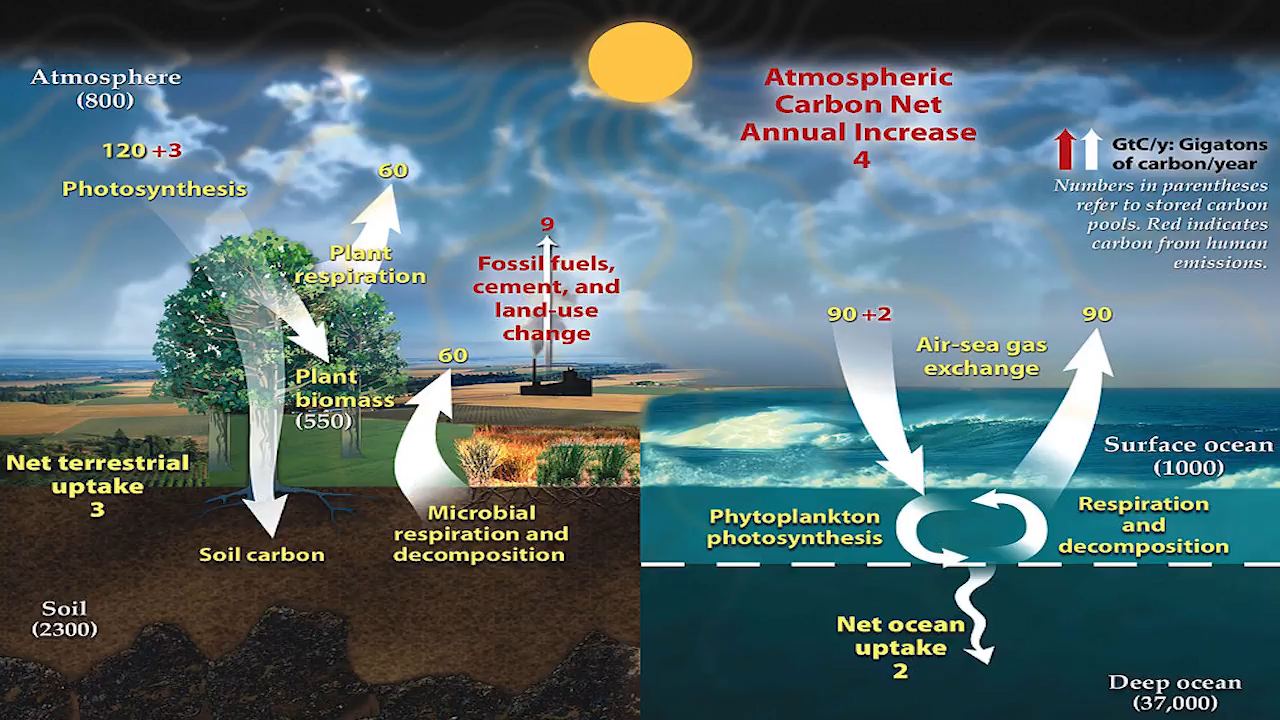 Atmosphere
(800)
120 +3
Photosynthesis
60
Plant
respiration
9
Fossil fuels,
cement, and
land-use
change
60
Plant
biomass
(550)
Net terrestrial
uptake
3
Soil carbon
Microbial
respiration and
decomposition
Soil
(2300)
Atmospheric
Carbon Net
Annual Increase
4
GtC/y: Gigatons
of carbon/year
Numbers in parentheses
refer to stored carbon
pools. Red indicates
carbon from human
emissions.
90 +2
90
Air-sea gas
exchange
Surface ocean
(1000)
Phytoplankton
photosynthesis
Respiration
and
decomposition
Net ocean
uptake
2
Deep ocean
(37,000)